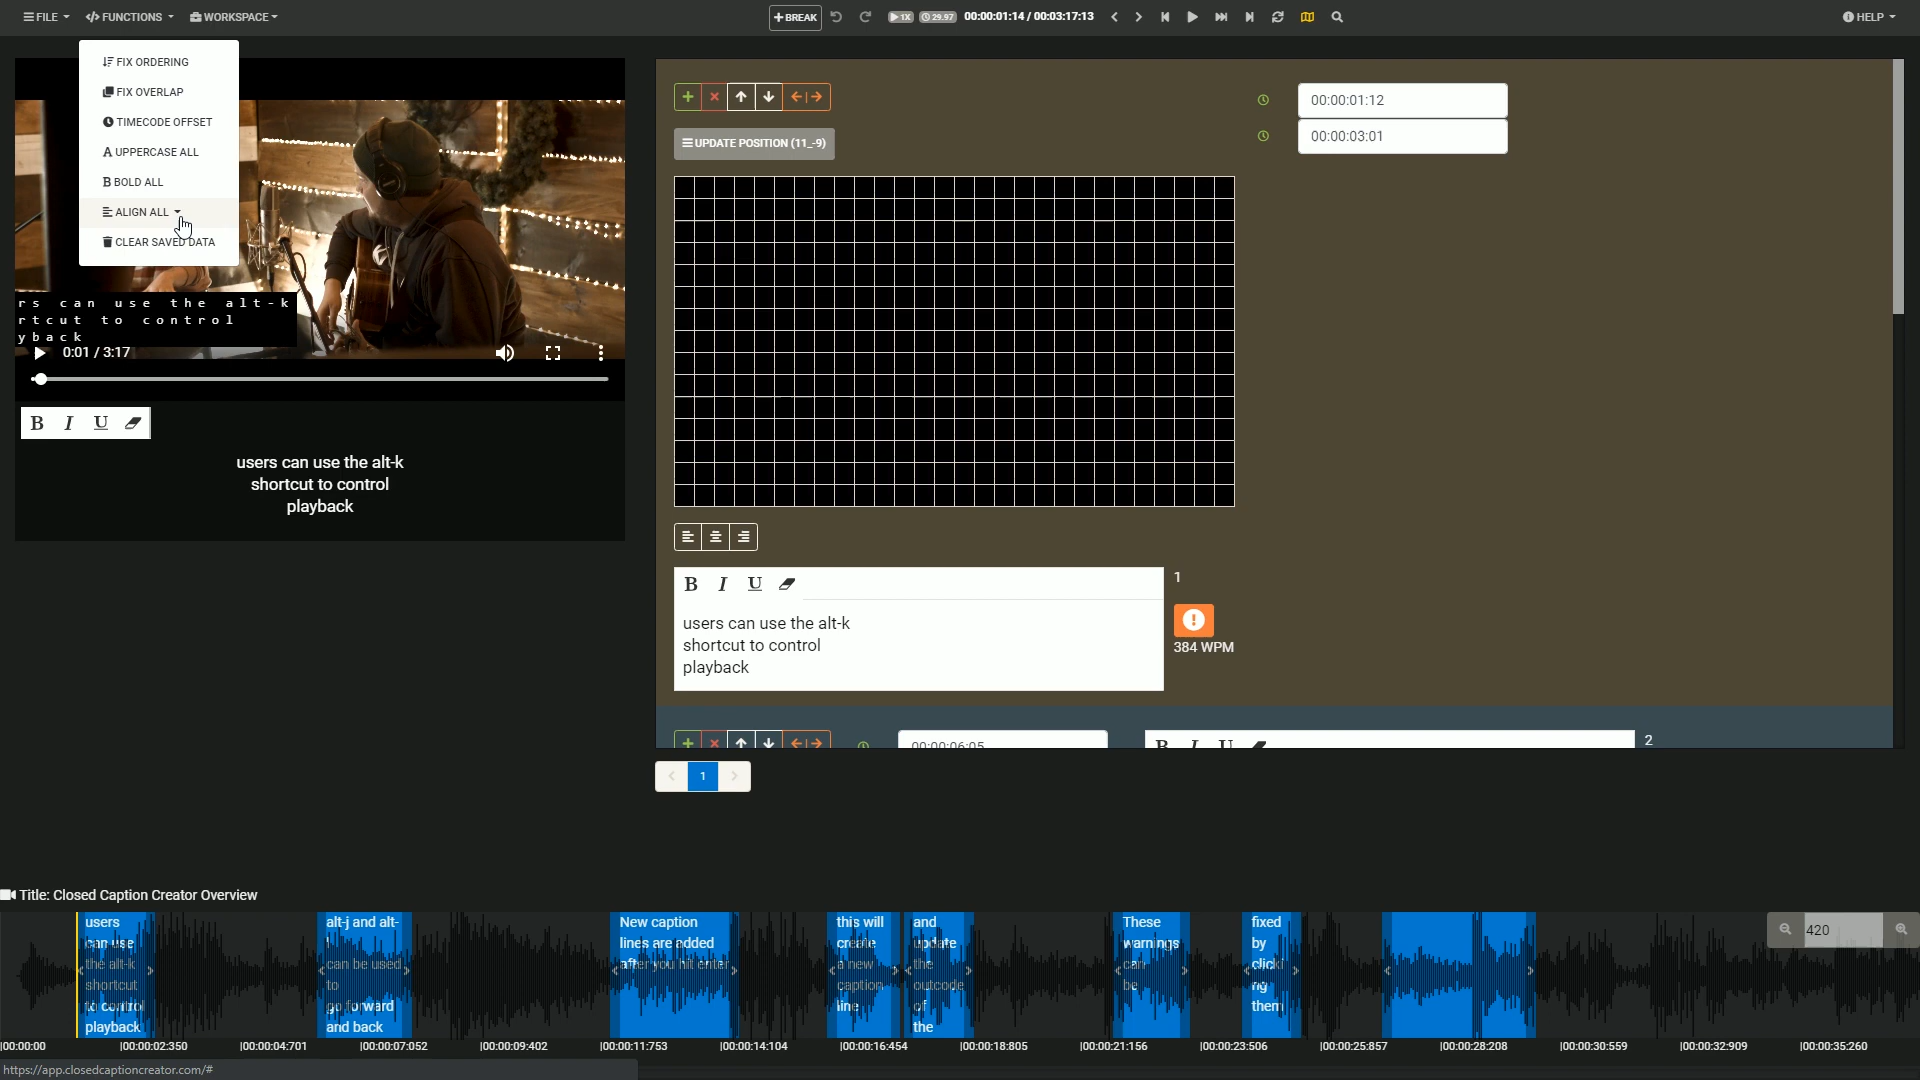 FILE
FUNCTIONS
WORKSPACE
BREAK
1X
29.97
00:00:01:14 / 00:03:17:13
HELP
FIX ORDERING
FIX OVERLAP
TIMECODE OFFSET
UPPERCASE ALL
BOLD ALL
ALIGN ALL
CLEAR SAVED DATA
rs can use the alt-k
rtcut to control
yback
0:01 / 3:17
B I U
users can use the alt-k
shortcut to control
playback
00:00:01:12
00:00:03:01
UPDATE POSITION (11_-9)
B I U
users can use the alt-k
shortcut to control
playback
1
384 WPM
00:00:06:05
B I U
2
1
Title: Closed Caption Creator Overview
users
can use
the alt-k
shortcut
to control
playback
alt-j and alt-
l
can be used
to
go forward
and back
New caption
lines are added
after you hit enter
this will
create
a new
caption
line
and
update
the
outcode
of
the
These
warnings
can
be
fixed
by
clicki
ng
them
420
|00:00:00
|00:00:02:350
|00:00:04:701
|00:00:07:052
|00:00:09:402
|00:00:11:753
|00:00:14:104
|00:00:16:454
|00:00:18:805
|00:00:21:156
|00:00:23:506
|00:00:25:857
|00:00:28:208
|00:00:30:559
|00:00:32:909
|00:00:35:260
https://app.closedcaptioncreator.com/#